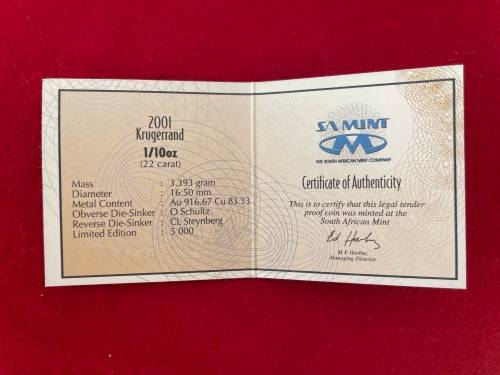 2001
Krugerrand
1/10oz
(22 carat)
Mass : 3.393 gram
Diameter : 16.50 mm
Metal Content : Au 916.67 Cu 83.33
Obverse Die-Sinker : O Schultz
Reverse Die-Sinker : CL Steynberg
Limited Edition : 5 000
SA MINT
THE SOUTH AFRICAN MINT COMPANY
Certificate of Authenticity
This is to certify that this legal tender
proof coin was minted at the
South African Mint
M E Harbuz
Managing Director